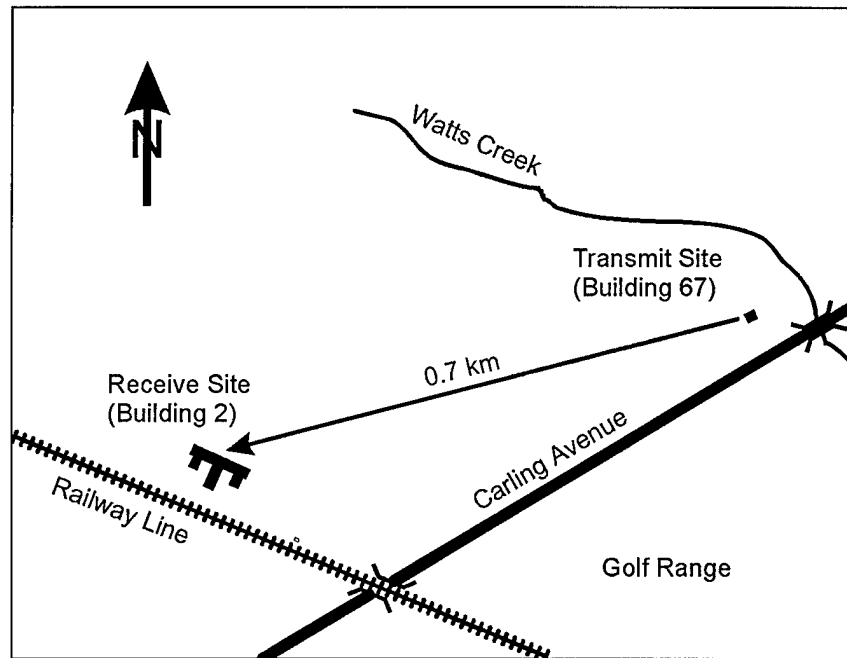 N
Watts Creek
Transmit Site
(Building 67)
0.7 km
Receive Site
(Building 2)
Carling Avenue
Railway Line
Golf Range